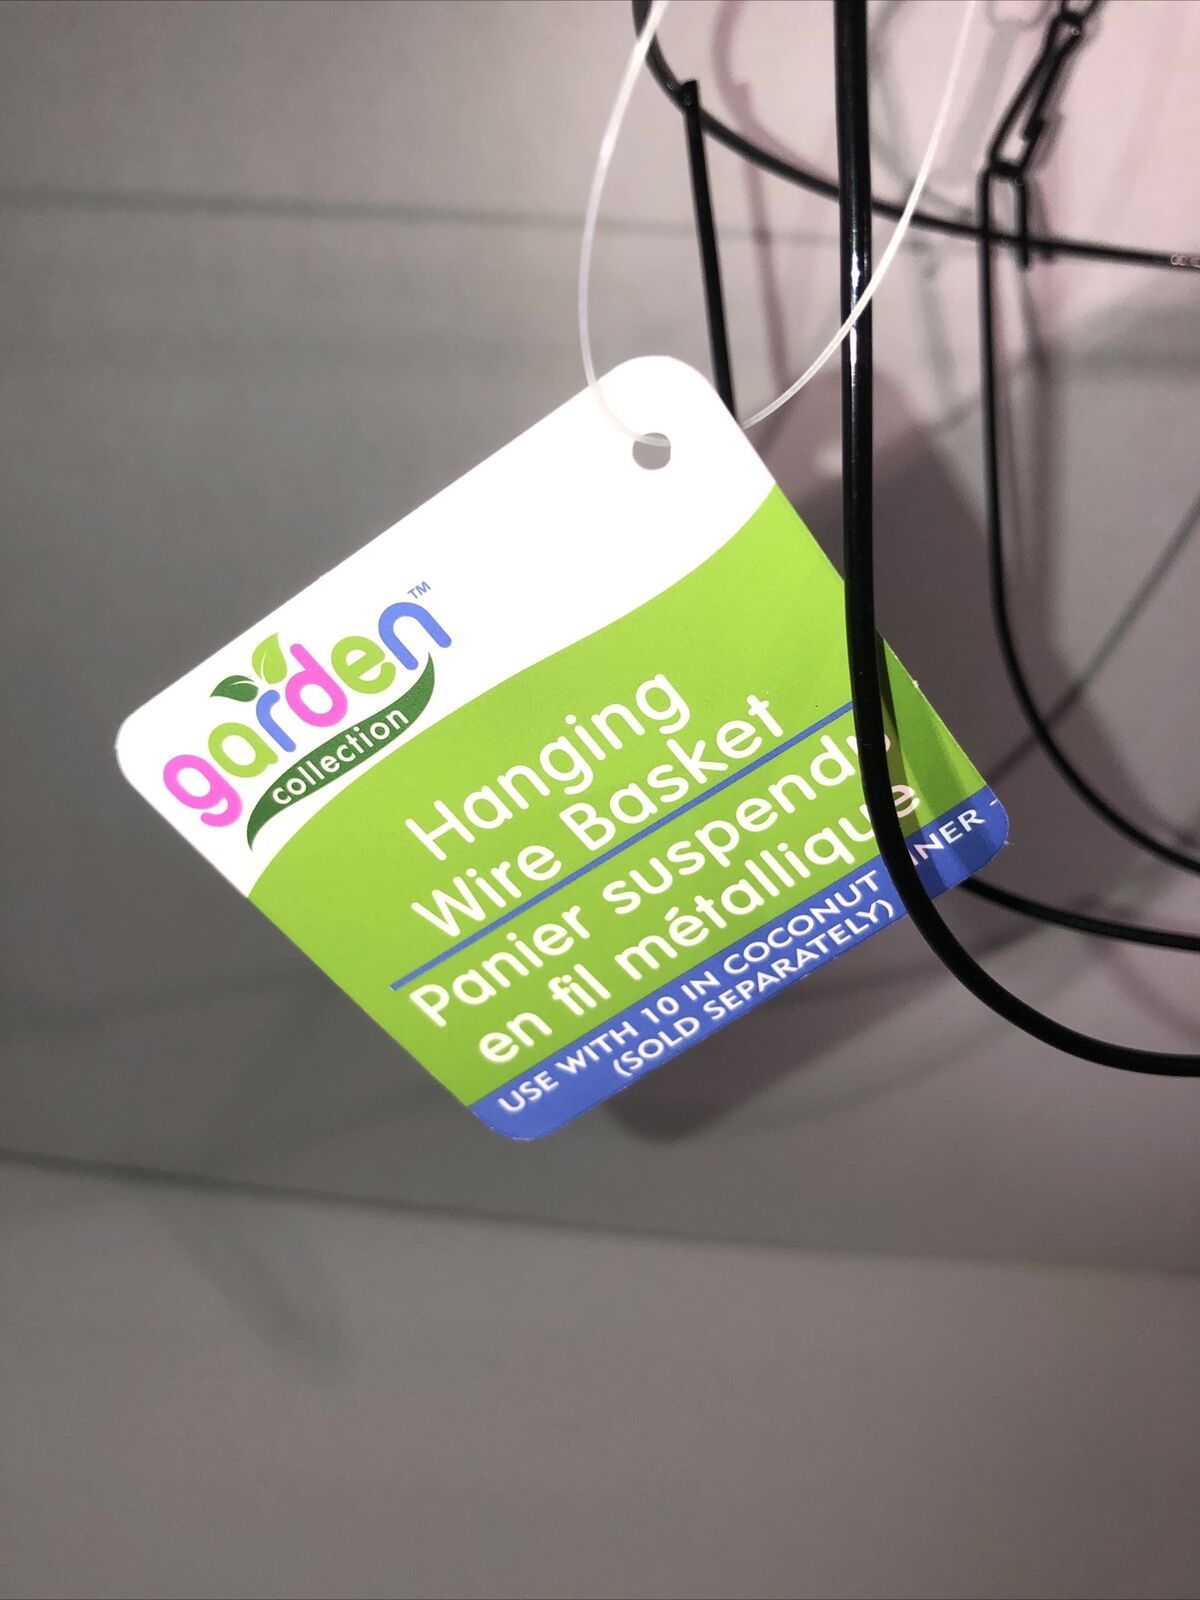 garden™
collection
Hanging
Wire Basket
Panier suspendu
en fil métallique
USE WITH 10 IN COCONUT
(SOLD SEPARATELY)